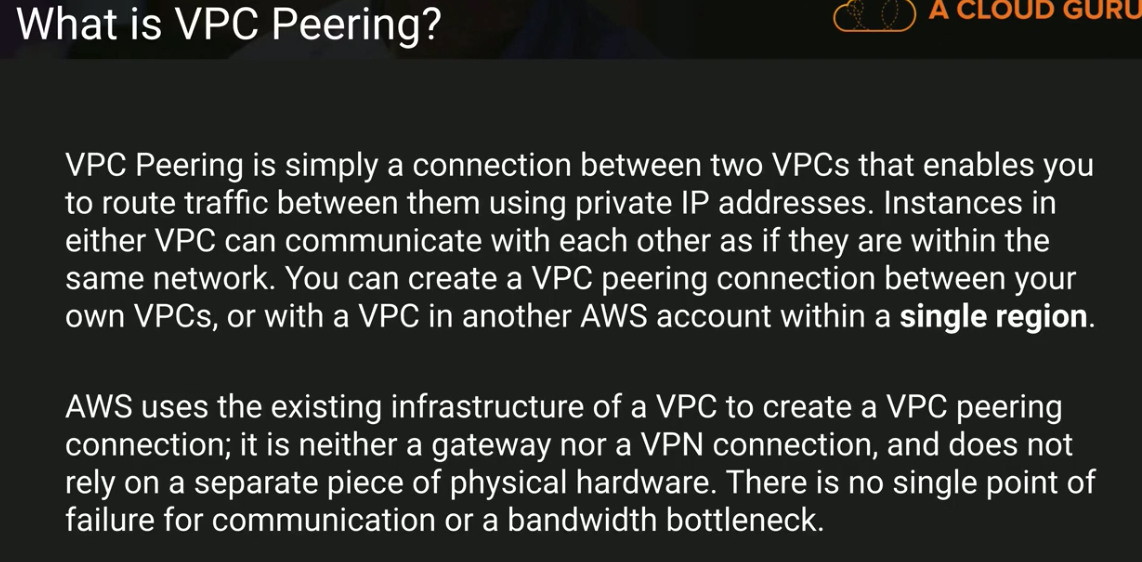 What is VPC Peering?
A CLOUD GURU
VPC Peering is simply a connection between two VPCs that enables you
to route traffic between them using private IP addresses. Instances in
either VPC can communicate with each other as if they are within the
same network. You can create a VPC peering connection between your
own VPCs, or with a VPC in another AWS account within a single region.
AWS uses the existing infrastructure of a VPC to create a VPC peering
connection; it is neither a gateway nor a VPN connection, and does not
rely on a separate piece of physical hardware. There is no single point of
failure for communication or a bandwidth bottleneck.